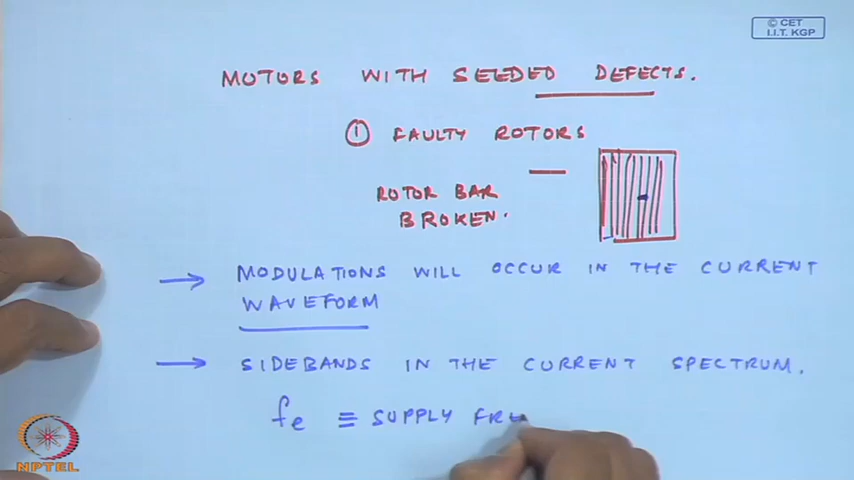 © CET
I.I.T. KGP
MOTORS WITH SEEDED DEFECTS.
① FAULTY ROTORS
ROTOR BAR
BROKEN.
→ MODULATIONS WILL OCCUR IN THE CURRENT
WAVEFORM
→ SIDEBANDS IN THE CURRENT SPECTRUM.
fe ≡ SUPPLY FRE
NPTEL